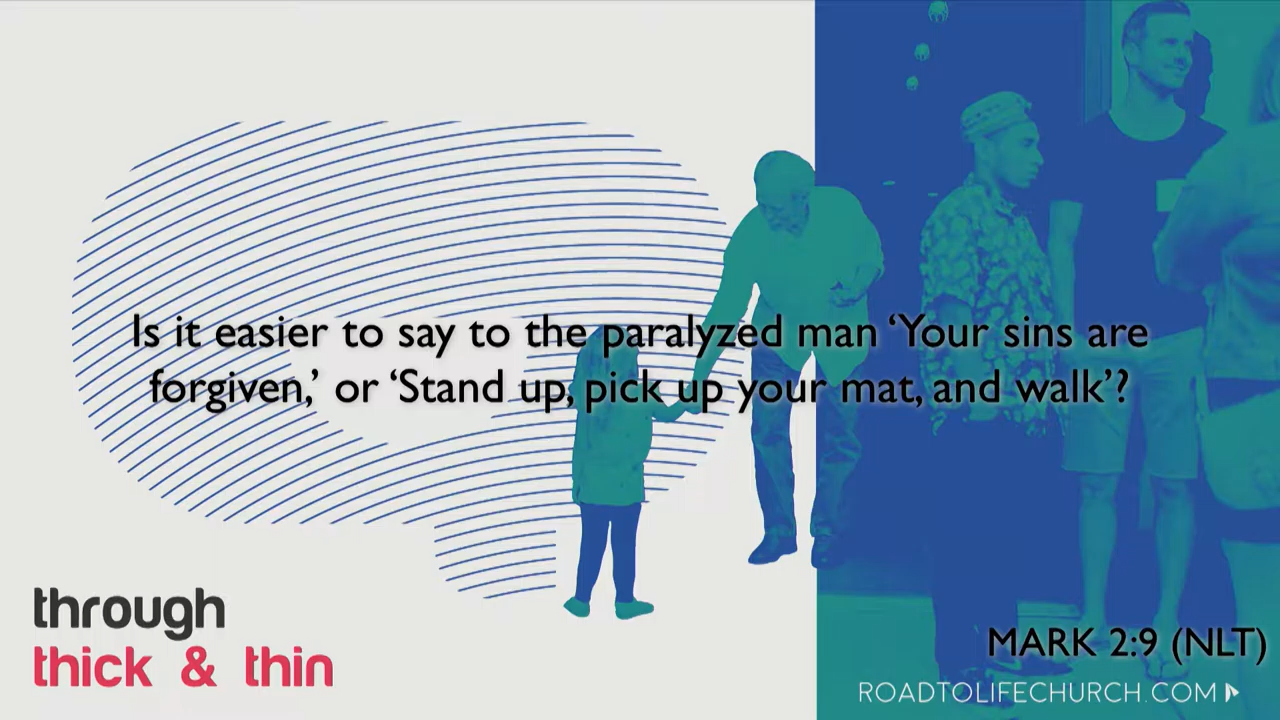 Is it easier to say to the paralyzed man ‘Your sins are
forgiven,’ or ‘Stand up, pick up your mat, and walk’?
through
thick & thin
MARK 2:9 (NLT)
ROADTOLIFECHURCH.COM